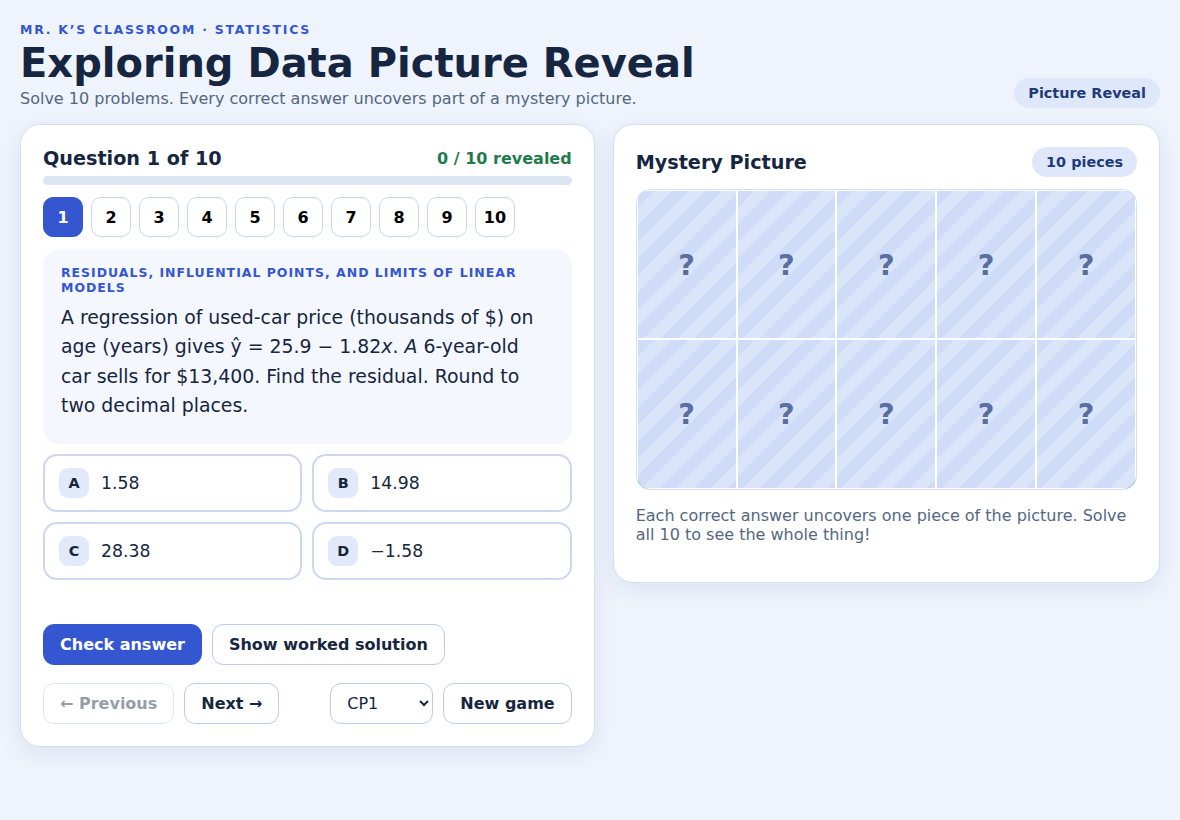 MR. K’S CLASSROOM · STATISTICS
Exploring Data Picture Reveal
Solve 10 problems. Every correct answer uncovers part of a mystery picture.
Picture Reveal
Question 1 of 10
0 / 10 revealed
1 2 3 4 5 6 7 8 9 10
RESIDUALS, INFLUENTIAL POINTS, AND LIMITS OF LINEAR
MODELS
A regression of used-car price (thousands of $) on
age (years) gives ŷ = 25.9 − 1.82x. A 6-year-old
car sells for $13,400. Find the residual. Round to
two decimal places.
A 1.58
B 14.98
C 28.38
D −1.58
Check answer
Show worked solution
← Previous
Next →
CP1
New game
Mystery Picture
10 pieces
? ? ? ? ?
? ? ? ? ?
Each correct answer uncovers one piece of the picture. Solve
all 10 to see the whole thing!